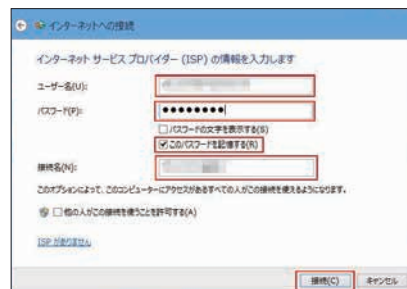 インターネットへの接続
インターネット サービス プロバイダー (ISP) の情報を入力します
ユーザー名(U):
パスワード(P): ●●●●●●●●
パスワードの文字を表示する(S)
このパスワードを記憶する(R)
接続名(N):
このオプションによって、このコンピューターにアクセスがあるすべての人がこの接続を使えるようになります。
他の人がこの接続を使うことを許可する(A)
ISP がありません
接続(C) キャンセル